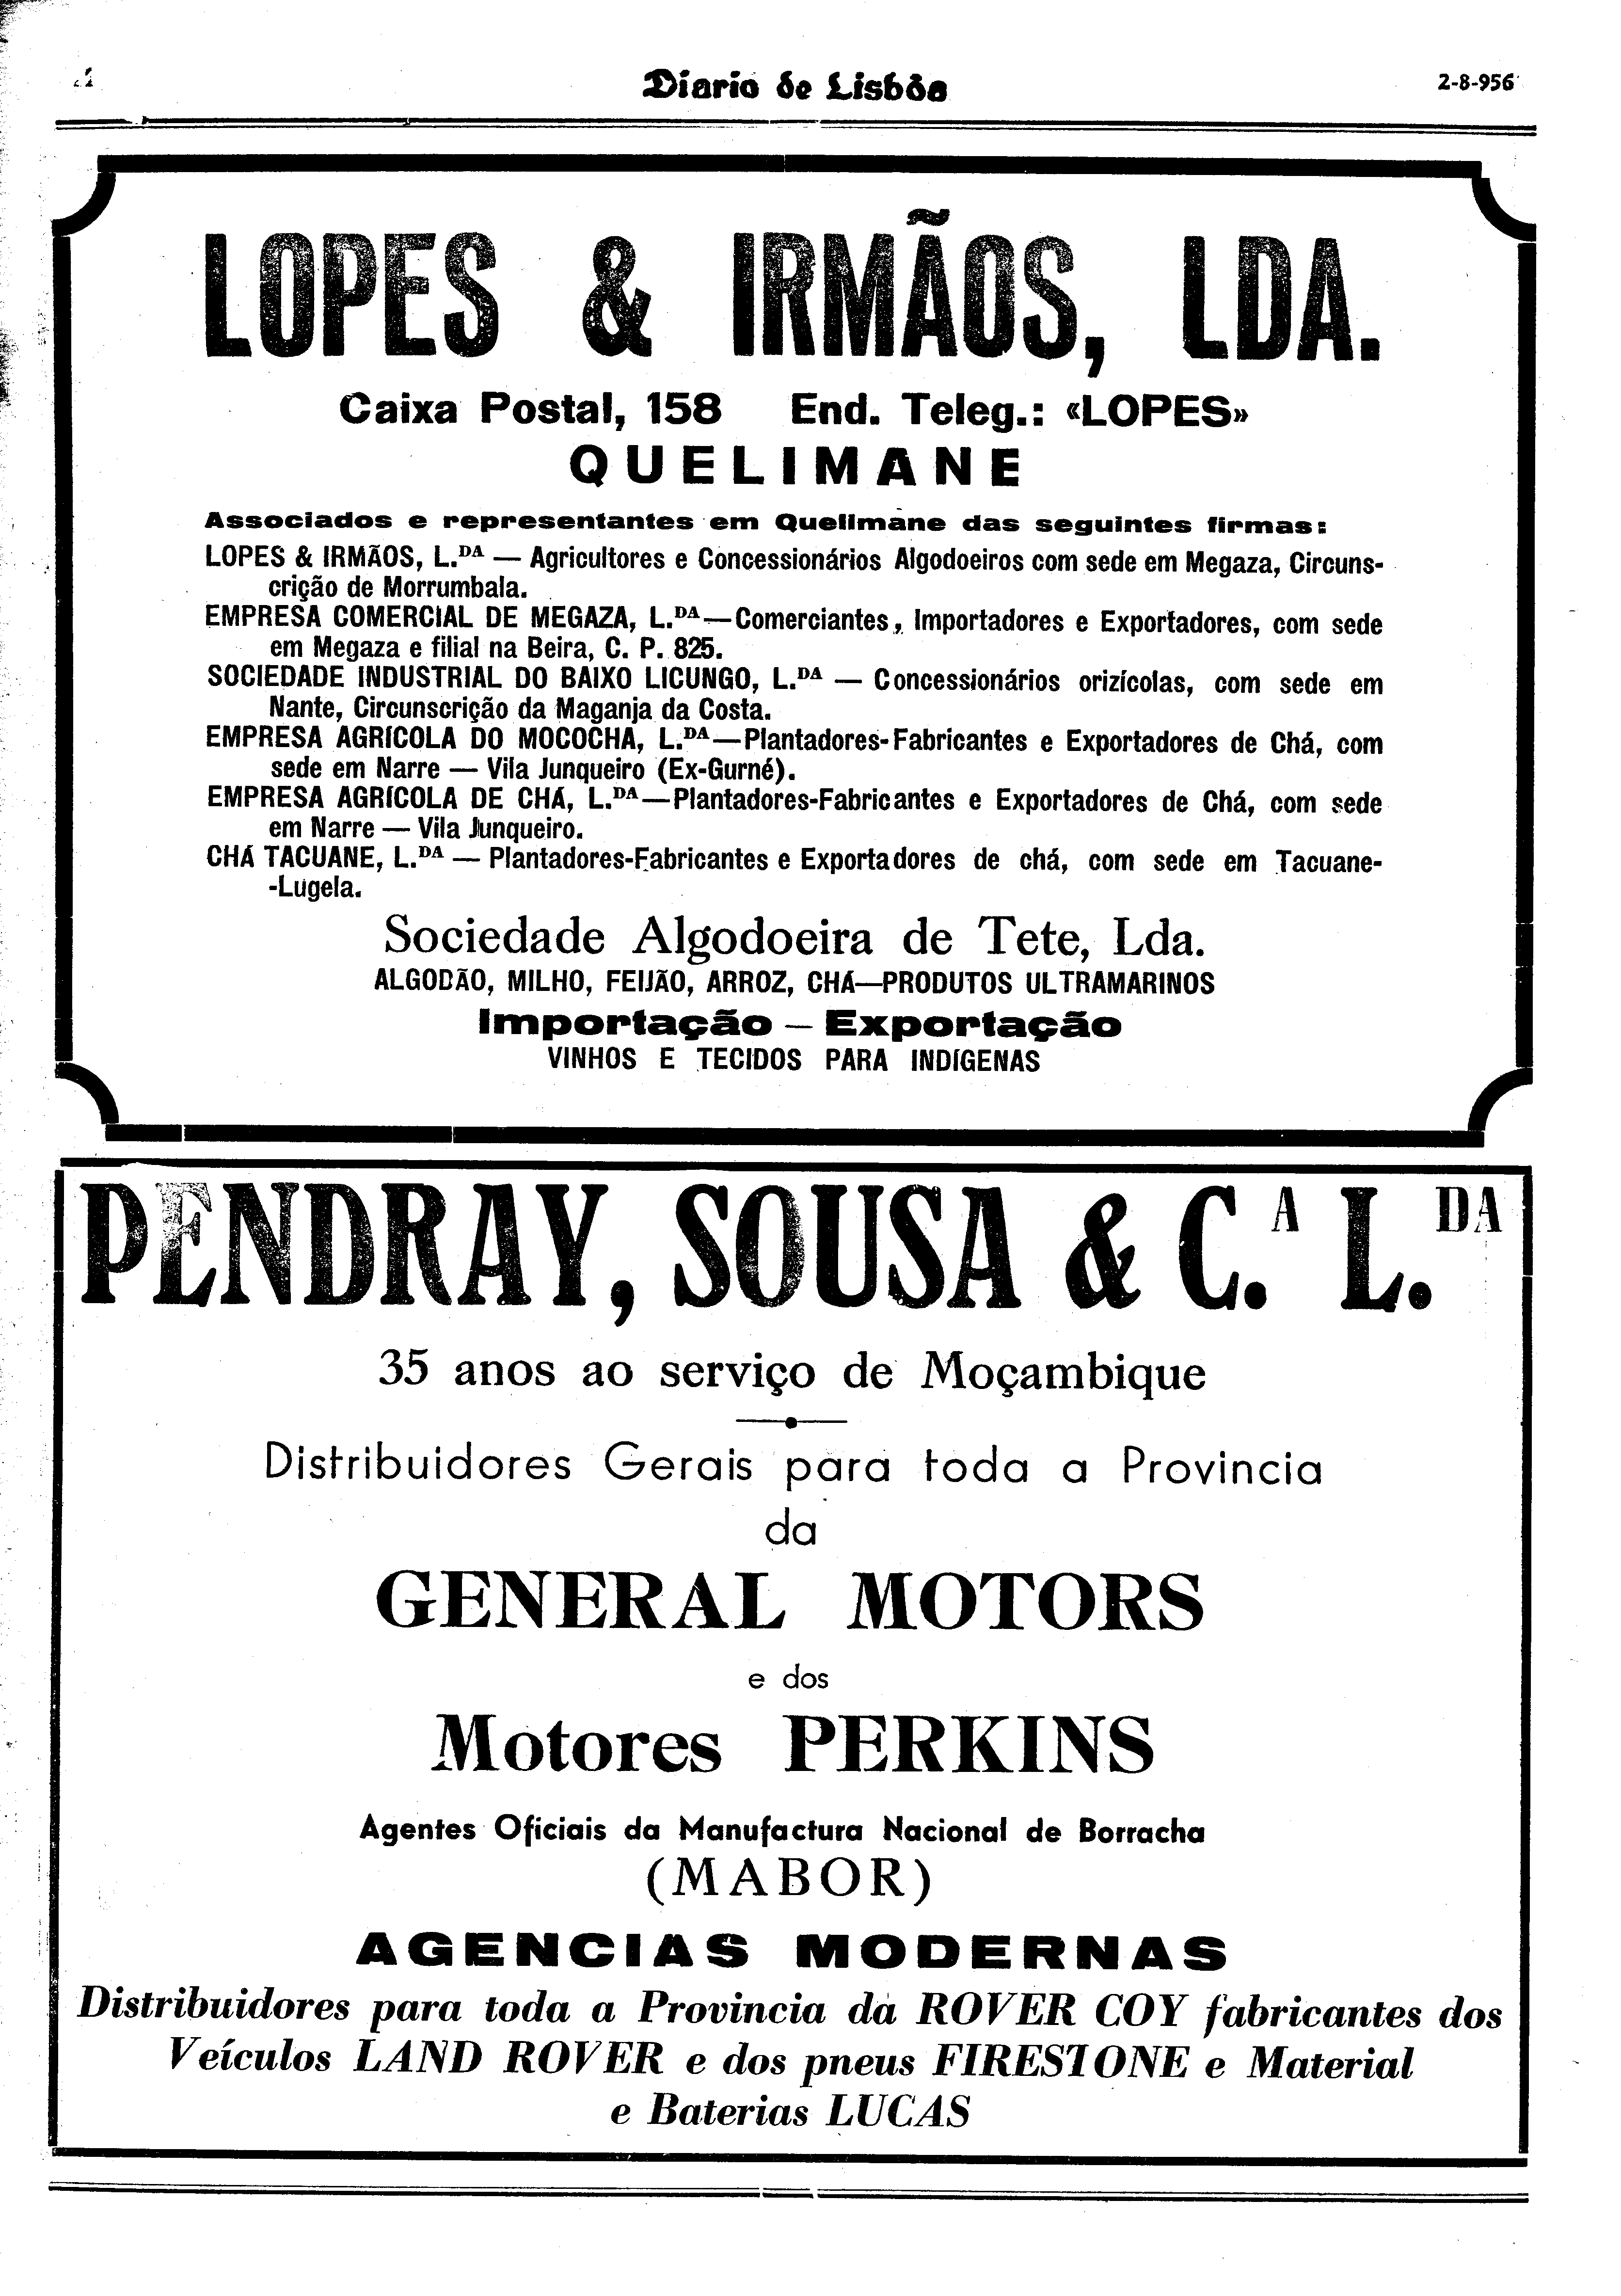 Diario de Lisbôa
2-8-956
LOPES & IRMÃOS, LDA.
Caixa Postal, 158 End. Teleg.: «LOPES»
QUELIMANE
Associados e representantes em Quelimane das seguintes firmas:
LOPES & IRMÃOS, L.DA — Agricultores e Concessionários Algodoeiros com sede em Megaza, Circuns-
crição de Morrumbala.
EMPRESA COMERCIAL DE MEGAZA, L.DA—Comerciantes, Importadores e Exportadores, com sede
em Megaza e filial na Beira, C. P. 825.
SOCIEDADE INDUSTRIAL DO BAIXO LICUNGO, L.DA — Concessionários orizícolas, com sede em
Nante, Circunscrição da Maganja da Costa.
EMPRESA AGRÍCOLA DO MOCOCHA, L.DA—Plantadores-Fabricantes e Exportadores de Chá, com
sede em Narre — Vila Junqueiro (Ex-Gurné).
EMPRESA AGRÍCOLA DE CHÁ, L.DA—Plantadores-Fabricantes e Exportadores de Chá, com sede
em Narre — Vila Junqueiro.
CHÁ TACUANE, L.DA — Plantadores-Fabricantes e Exportadores de chá, com sede em Tacuane-
-Lugela.
Sociedade Algodoeira de Tete, Lda.
ALGODÃO, MILHO, FEIJÃO, ARROZ, CHÁ—PRODUTOS ULTRAMARINOS
Importação — Exportação
VINHOS E TECIDOS PARA INDÍGENAS
PENDRAY, SOUSA & C.A L.DA
35 anos ao serviço de Moçambique
Distribuidores Gerais para toda a Provincia
da
GENERAL MOTORS
e dos
Motores PERKINS
Agentes Oficiais da Manufactura Nacional de Borracha
(MABOR)
AGENCIAS MODERNAS
Distribuidores para toda a Provincia da ROVER COY fabricantes dos
Veículos LAND ROVER e dos pneus FIRESTONE e Material
e Baterias LUCAS